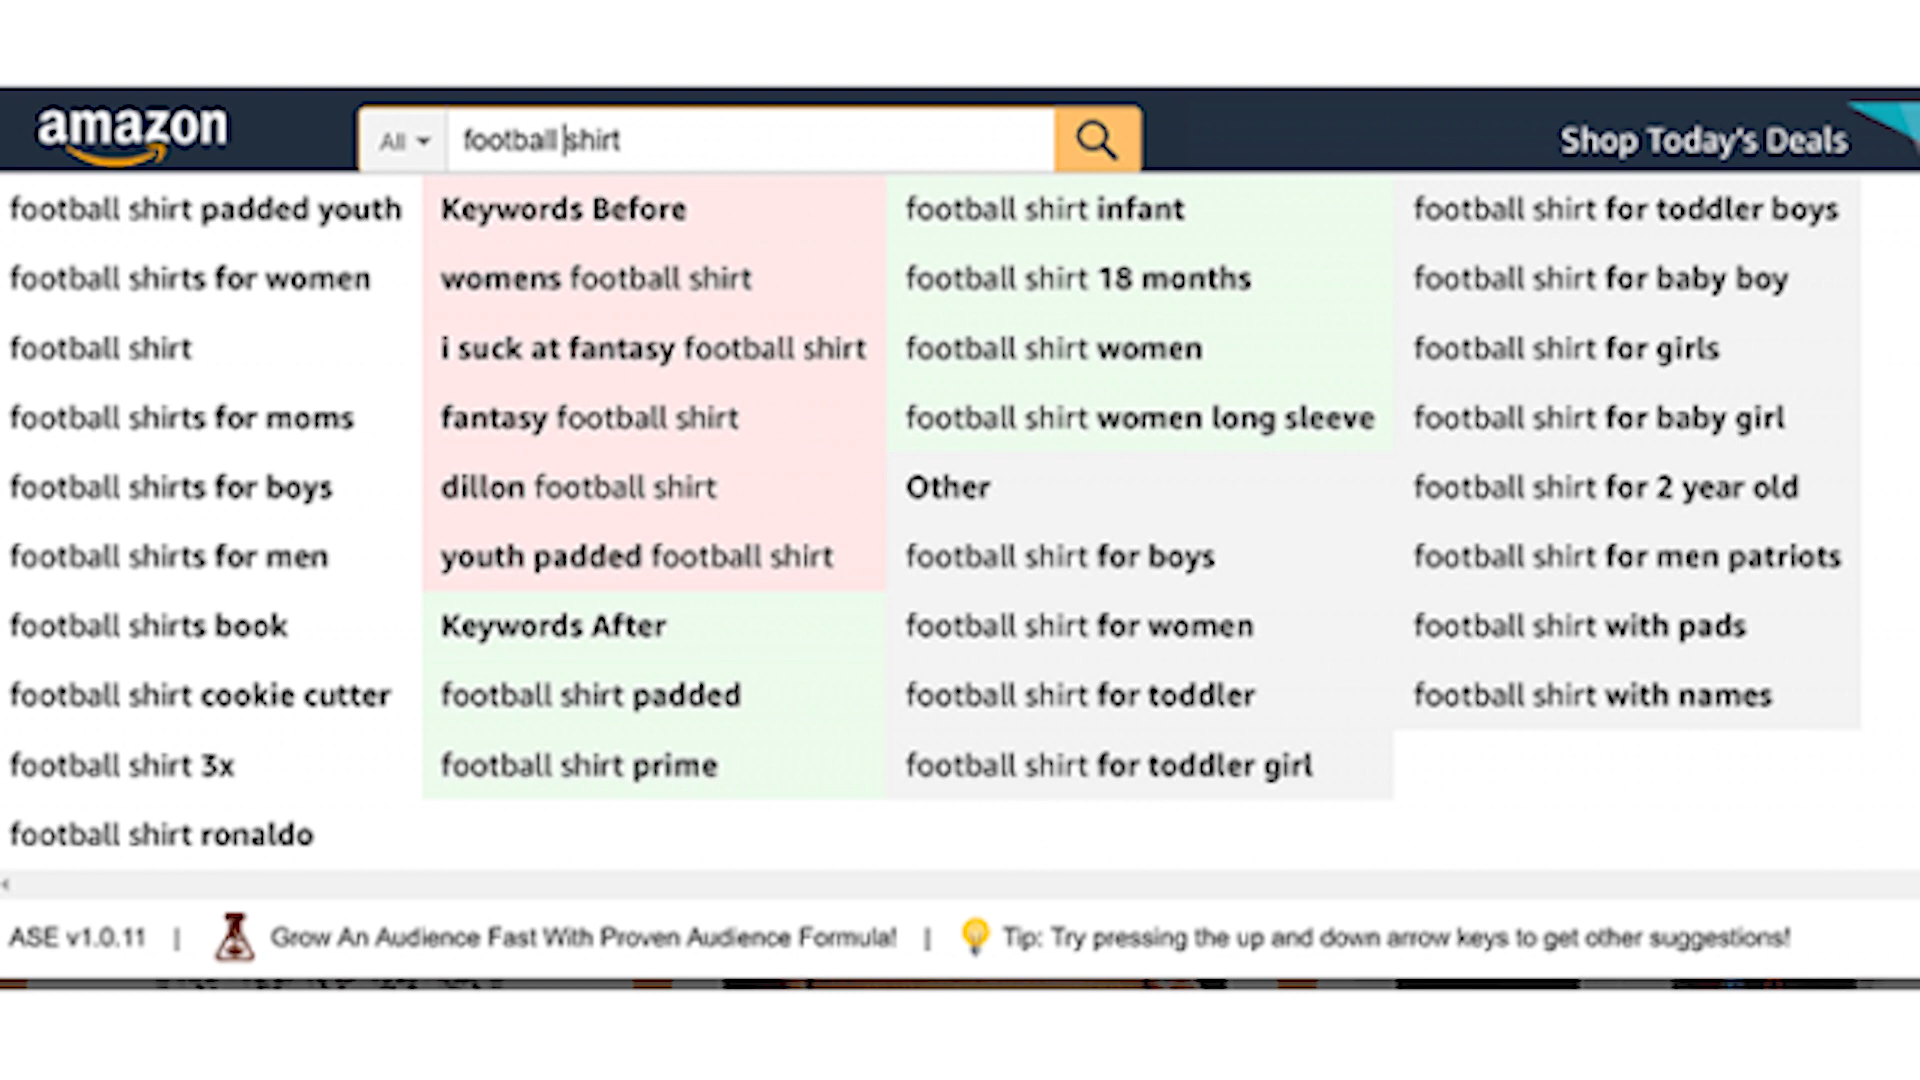 amazon
All
football shirt
Shop Today's Deals
football shirt padded youth
football shirts for women
football shirt
football shirts for moms
football shirts for boys
football shirts for men
football shirts book
football shirt cookie cutter
football shirt 3x
football shirt ronaldo
Keywords Before
womens football shirt
i suck at fantasy football shirt
fantasy football shirt
dillon football shirt
youth padded football shirt
Keywords After
football shirt padded
football shirt prime
football shirt infant
football shirt 18 months
football shirt women
football shirt women long sleeve
Other
football shirt for boys
football shirt for women
football shirt for toddler
football shirt for toddler girl
football shirt for toddler boys
football shirt for baby boy
football shirt for girls
football shirt for baby girl
football shirt for 2 year old
football shirt for men patriots
football shirt with pads
football shirt with names
ASE v1.0.11 | Grow An Audience Fast With Proven Audience Formula! | Tip: Try pressing the up and down arrow keys to get other suggestions!